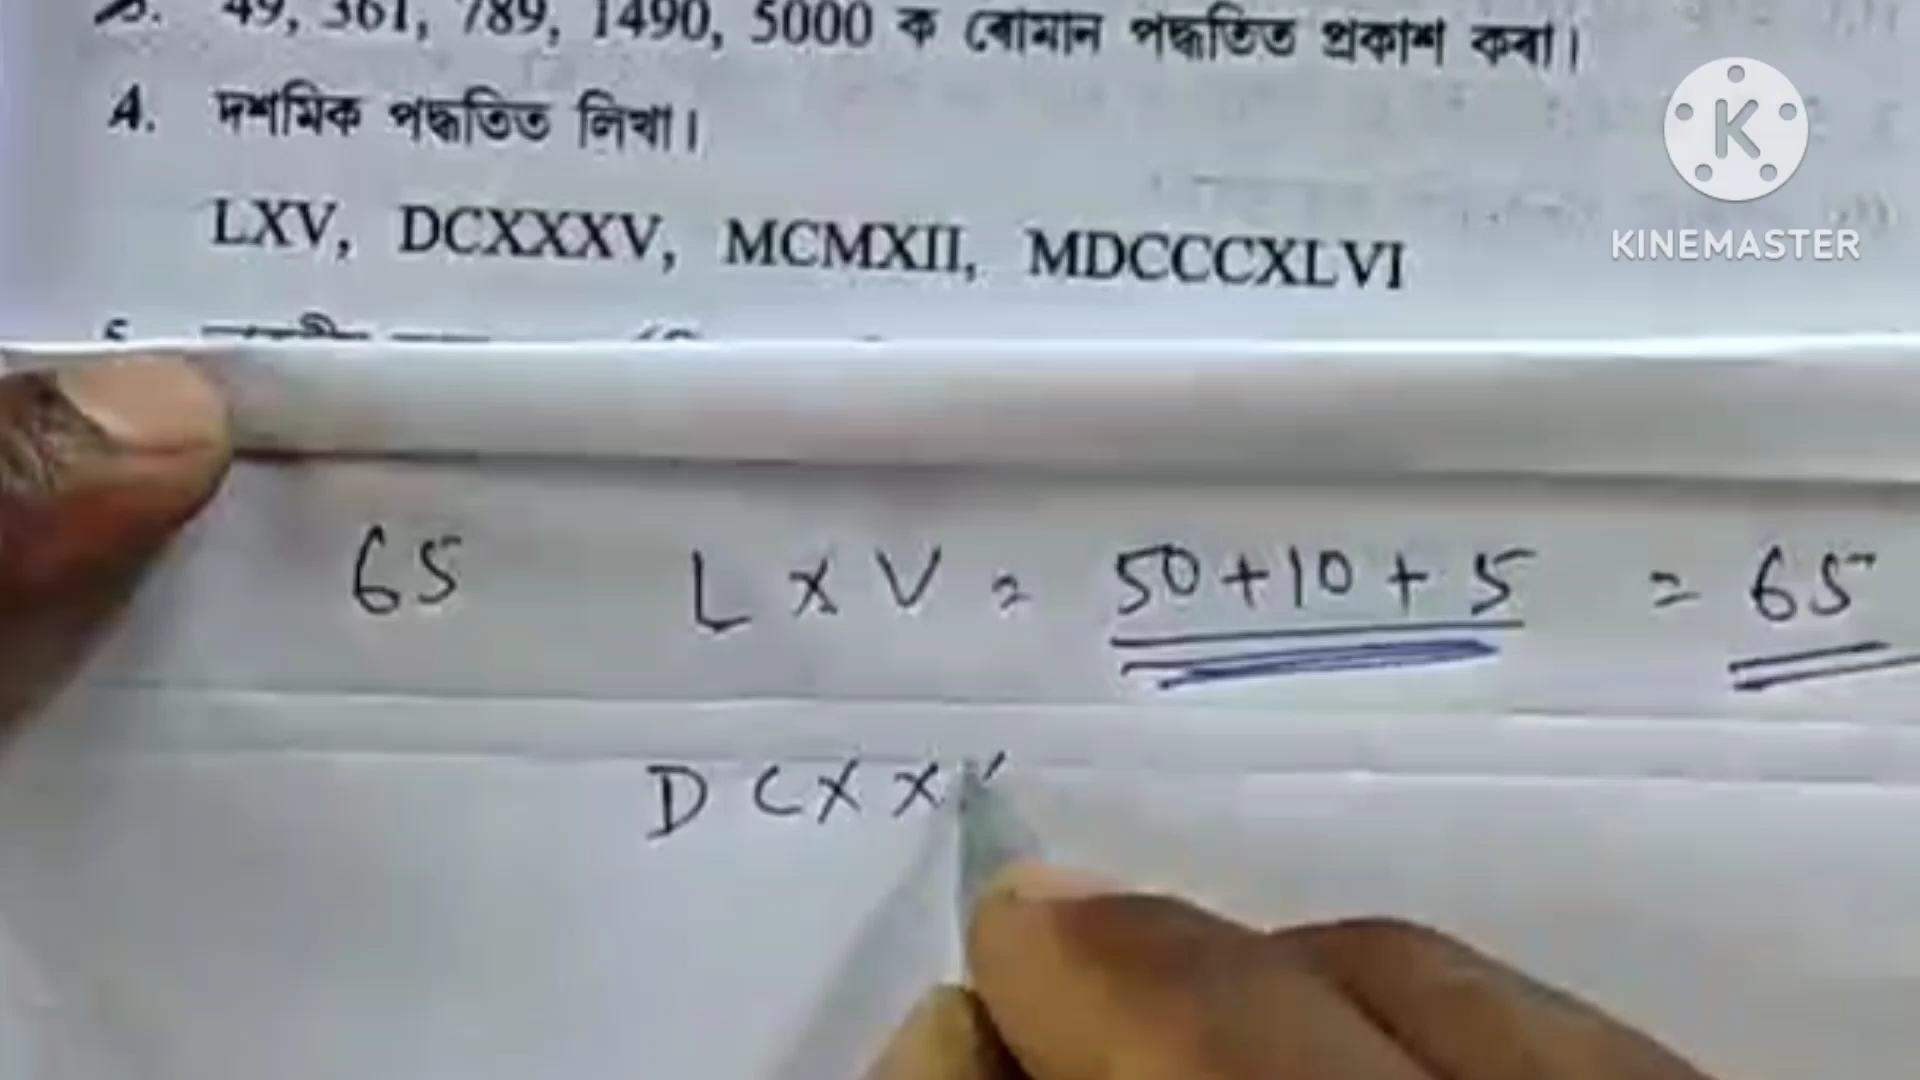 3. 49, 361, 789, 1490, 5000 ক ৰোমান পদ্ধতিত প্ৰকাশ কৰা।
4. দশমিক পদ্ধতিত লিখা।
LXV, DCXXXV, MCMXII, MDCCCXLVI
KINEMASTER
65 LXV = 50+10+5 = 65
DCXX